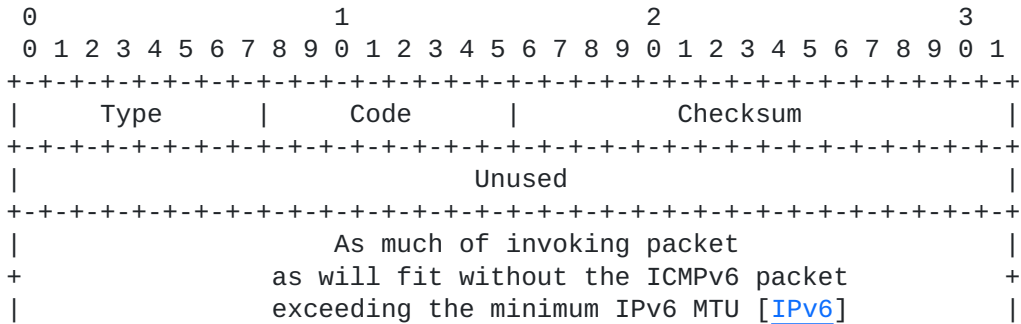 0                   1                   2                   3
 0 1 2 3 4 5 6 7 8 9 0 1 2 3 4 5 6 7 8 9 0 1 2 3 4 5 6 7 8 9 0 1
+-+-+-+-+-+-+-+-+-+-+-+-+-+-+-+-+-+-+-+-+-+-+-+-+-+-+-+-+-+-+-+-+
|     Type      |     Code      |          Checksum             |
+-+-+-+-+-+-+-+-+-+-+-+-+-+-+-+-+-+-+-+-+-+-+-+-+-+-+-+-+-+-+-+-+
|                             Unused                            |
+-+-+-+-+-+-+-+-+-+-+-+-+-+-+-+-+-+-+-+-+-+-+-+-+-+-+-+-+-+-+-+-+
|                    As much of invoking packet                 |
+                as will fit without the ICMPv6 packet          +
|                exceeding the minimum IPv6 MTU [IPv6]          |